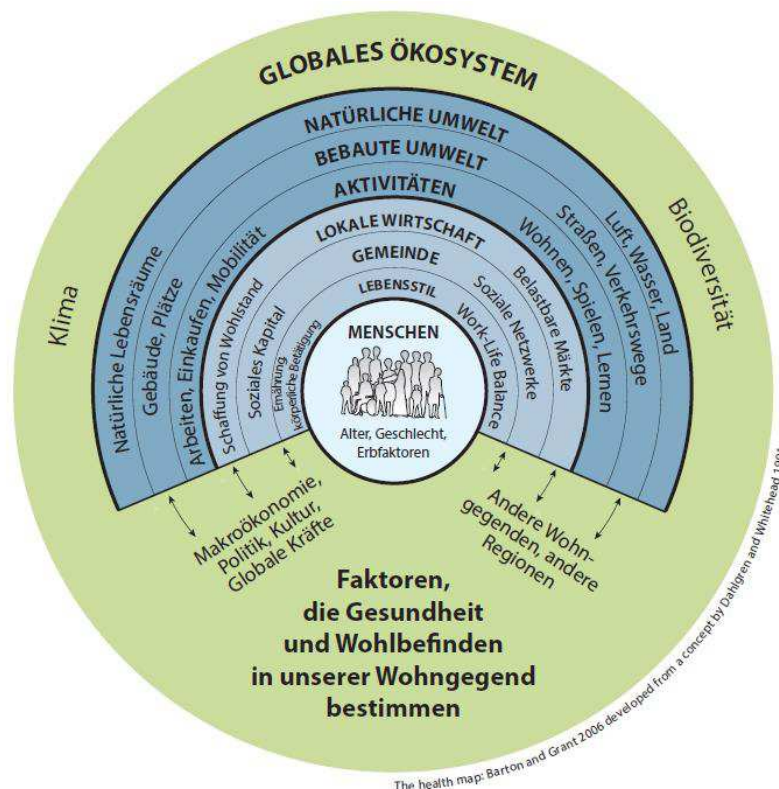 GLOBALES ÖKOSYSTEM
NATÜRLICHE UMWELT
BEBAUTE UMWELT
AKTIVITÄTEN
LOKALE WIRTSCHAFT
GEMEINDE
LEBENSSTIL
MENSCHEN
Alter, Geschlecht,
Erbfaktoren
Klima
Biodiversität
Natürliche Lebensräume
Luft, Wasser, Land
Gebäude, Plätze
Straßen, Verkehrswege
Arbeiten, Einkaufen, Mobilität
Wohnen, Spielen, Lernen
Schaffung von Wohlstand
Belastbare Märkte
Soziales Kapital
Soziale Netzwerke
Ernährung
körperliche Betätigung
Work-Life Balance
Makroökonomie,
Politik, Kultur,
Globale Kräfte
Andere Wohn-
gegenden, andere
Regionen
Faktoren,
die Gesundheit
und Wohlbefinden
in unserer Wohngegend
bestimmen
The health map: Barton and Grant 2006 developed from a concept by Dahlgren and Whitehead